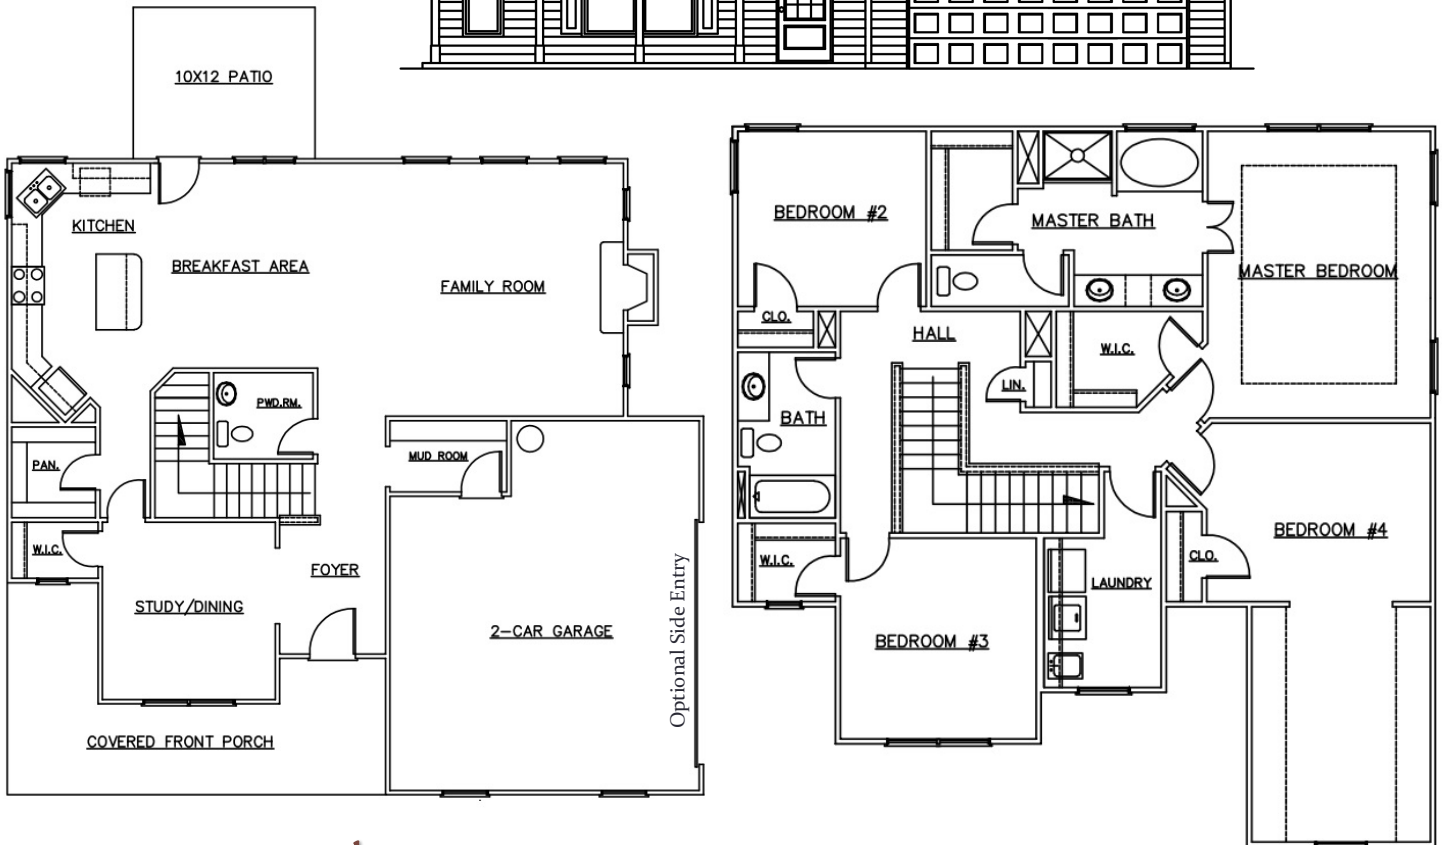 10X12 PATIO
KITCHEN
BREAKFAST AREA
FAMILY ROOM
PWD.RM.
PAN.
MUD ROOM
W.I.C.
FOYER
STUDY/DINING
2-CAR GARAGE
Optional Side Entry
COVERED FRONT PORCH
BEDROOM #2
MASTER BATH
MASTER BEDROOM
CLO.
HALL
W.I.C.
LIN.
BATH
BEDROOM #4
W.I.C.
CLO.
LAUNDRY
BEDROOM #3